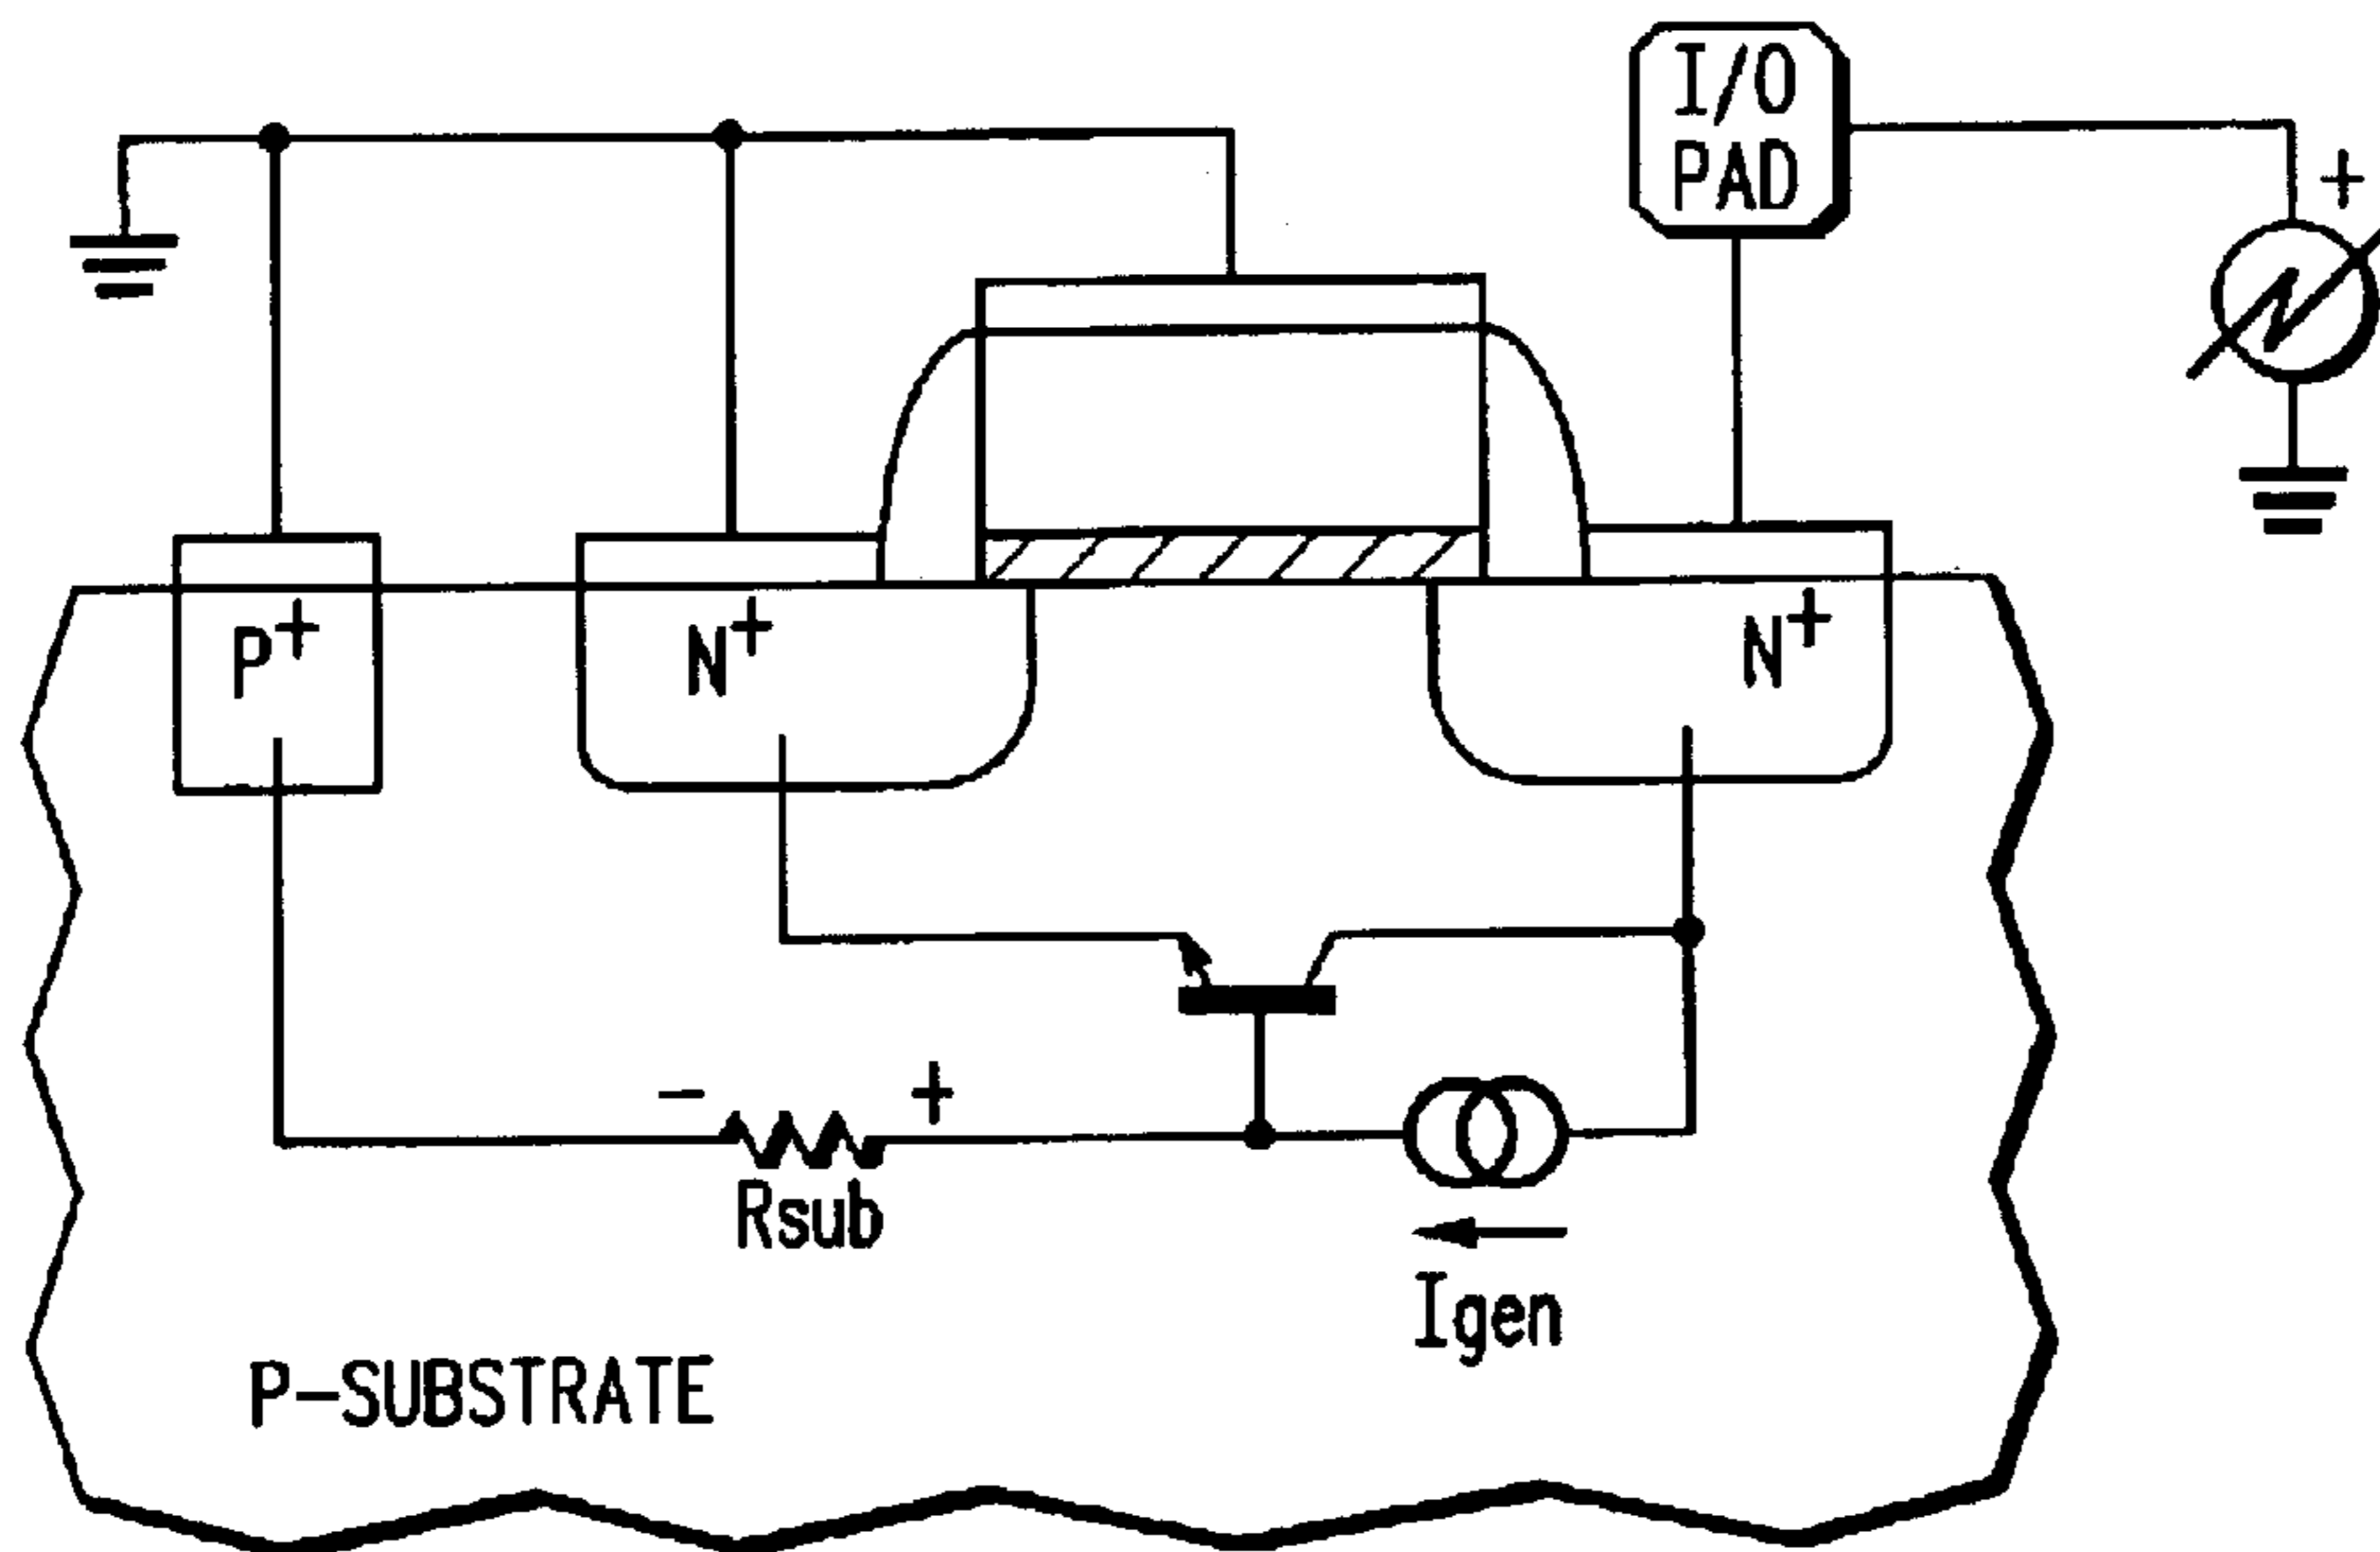 I/O
PAD
+
P+
N+
N+
- +
Rsub
Igen
P-SUBSTRATE